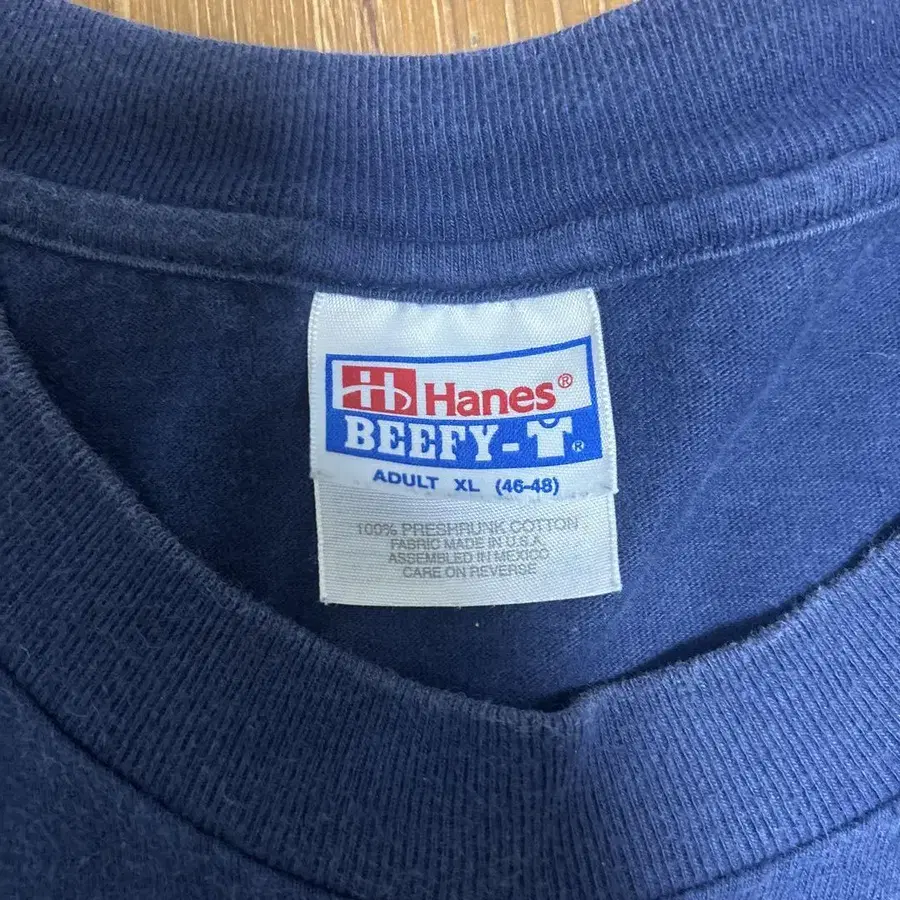 Hanes®
BEEFY-T®
ADULT XL (46-48)
100% PRESHRUNK COTTON
FABRIC MADE IN U.S.A.
ASSEMBLED IN MEXICO
CARE ON REVERSE